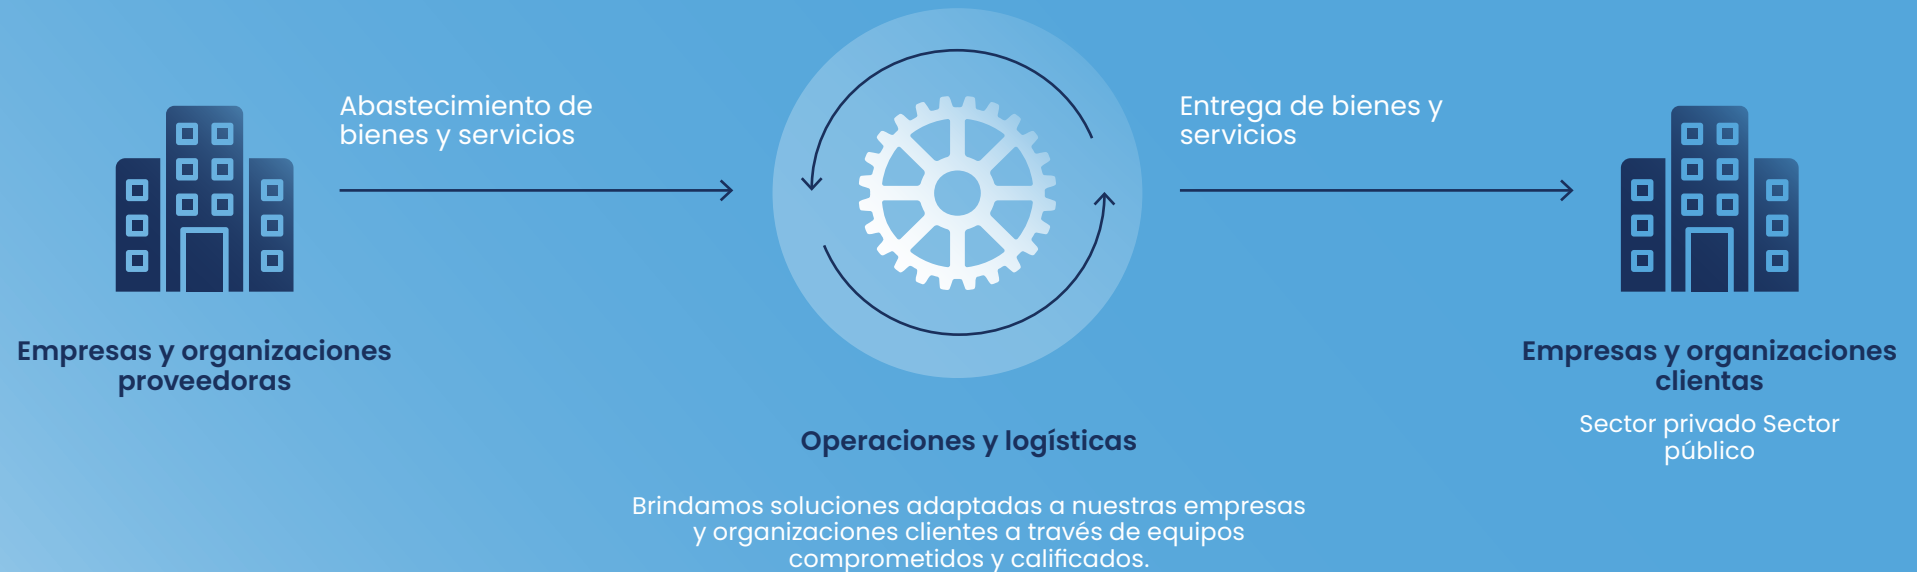 Abastecimiento de
bienes y servicios
Entrega de bienes y
servicios
Empresas y organizaciones
proveedoras
Empresas y organizaciones
clientas
Sector privado Sector
público
Operaciones y logísticas
Brindamos soluciones adaptadas a nuestras empresas
y organizaciones clientes a través de equipos
comprometidos y calificados.